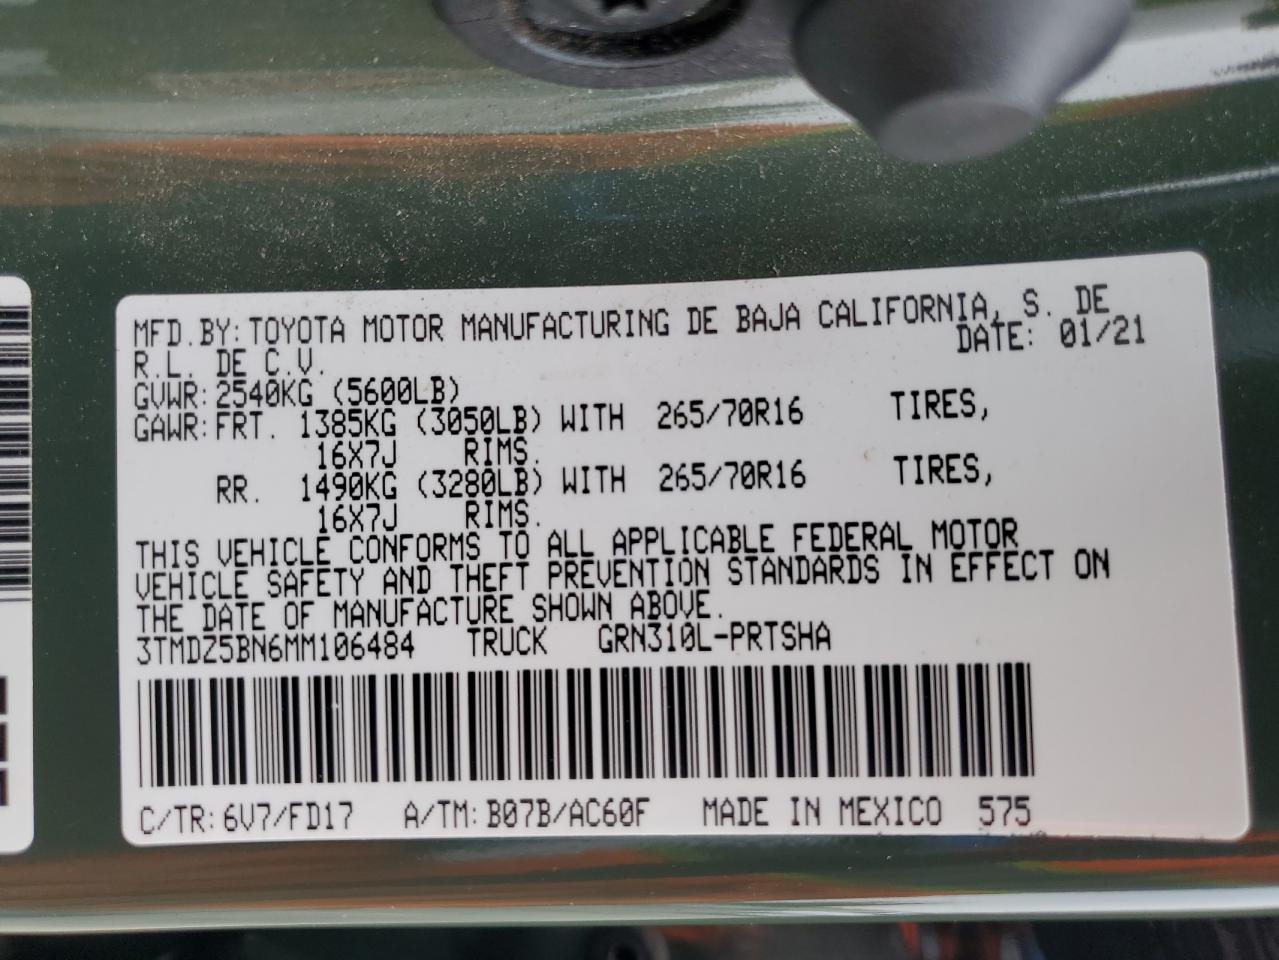 MFD.BY: TOYOTA MOTOR MANUFACTURING DE BAJA CALIFORNIA, S. DE
R.L. DE C.V. DATE: 01/21
GVWR: 2540KG (5600LB)
GAWR: FRT. 1385KG (3050LB) WITH 265/70R16 TIRES,
16X7J RIMS.
RR. 1490KG (3280LB) WITH 265/70R16 TIRES,
16X7J RIMS.
THIS VEHICLE CONFORMS TO ALL APPLICABLE FEDERAL MOTOR
VEHICLE SAFETY AND THEFT PREVENTION STANDARDS IN EFFECT ON
THE DATE OF MANUFACTURE SHOWN ABOVE.
3TMDZ5BN6MM106484 TRUCK GRN310L-PRTSHA
C/TR: 6V7/FD17 A/TM: B07B/AC60F MADE IN MEXICO 575